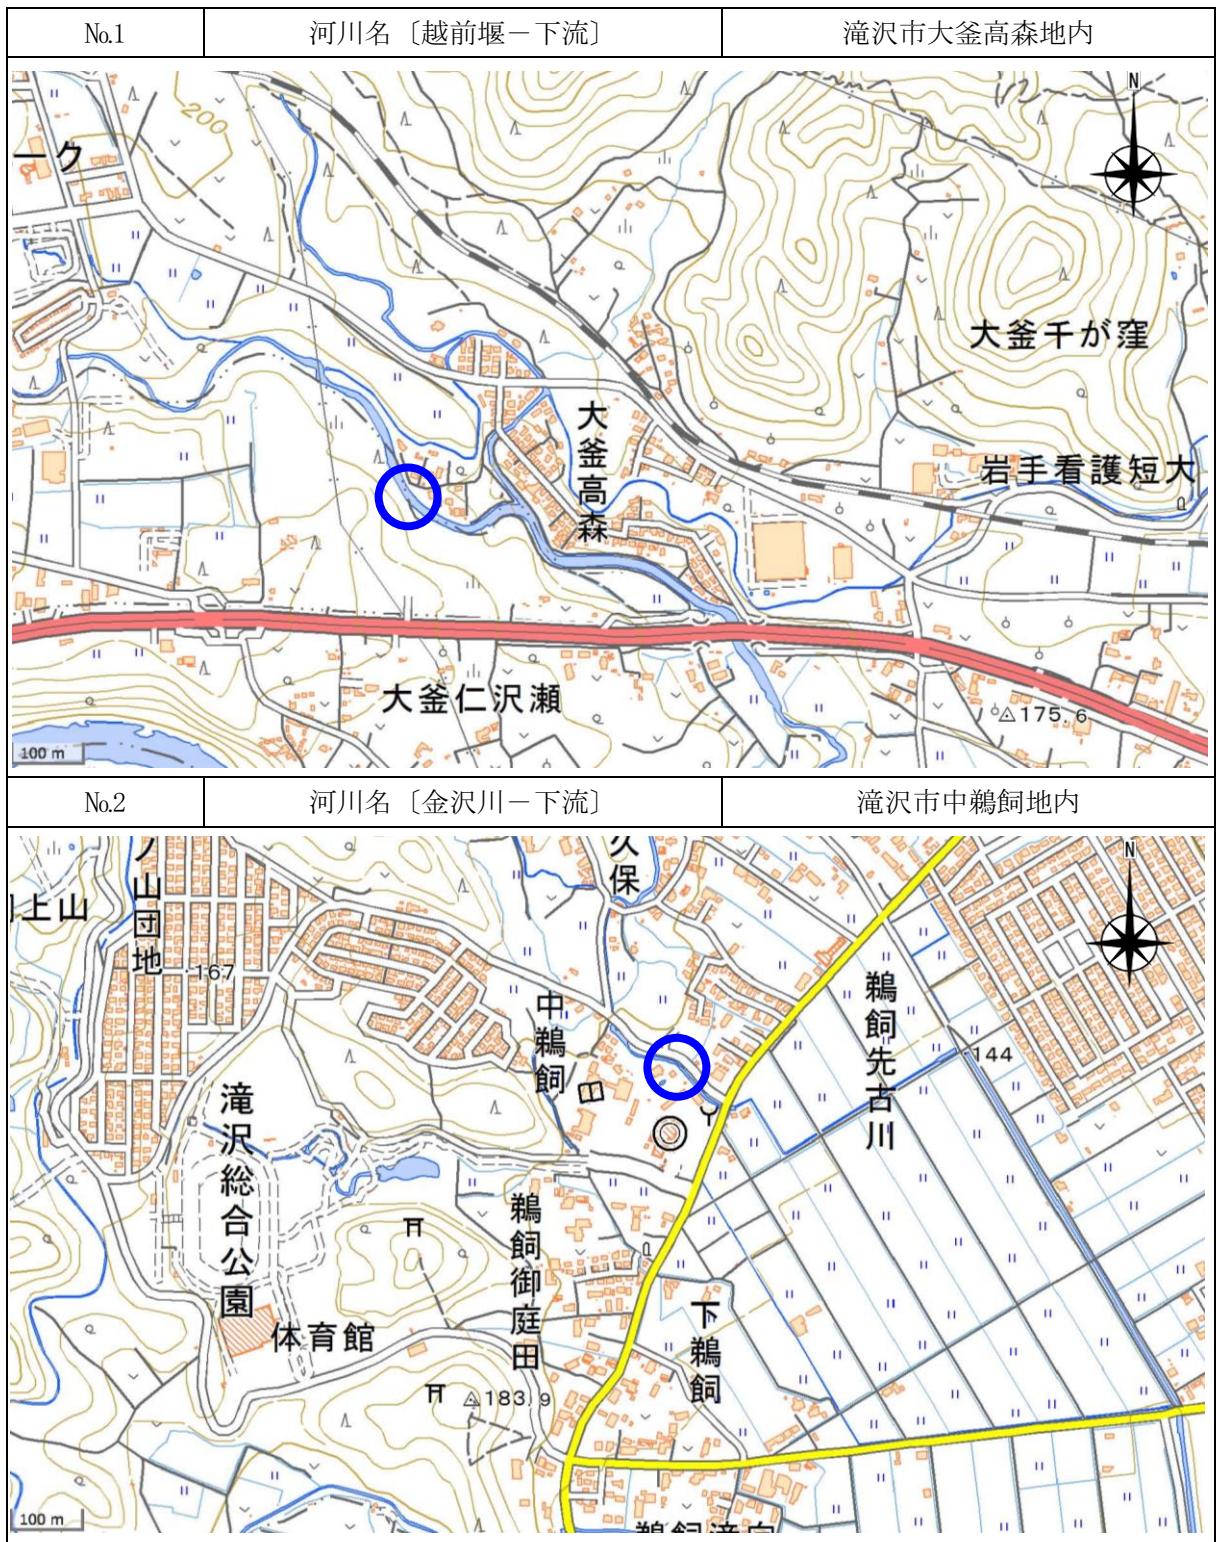 No.1
河川名〔越前堰－下流〕
滝沢市大釜高森地内
N
200
ーク
大釜千が窪
大釜高森
岩手看護短大
大釜仁沢瀬
175.6
100 m
No.2
河川名〔金沢川－下流〕
滝沢市中鵜飼地内
N
久保
ノ山団地
上山
167
中鵜飼
鵜飼先古川
144
滝沢総合公園
鵜飼御庭田
下鵜飼
体育館
183.9
100 m